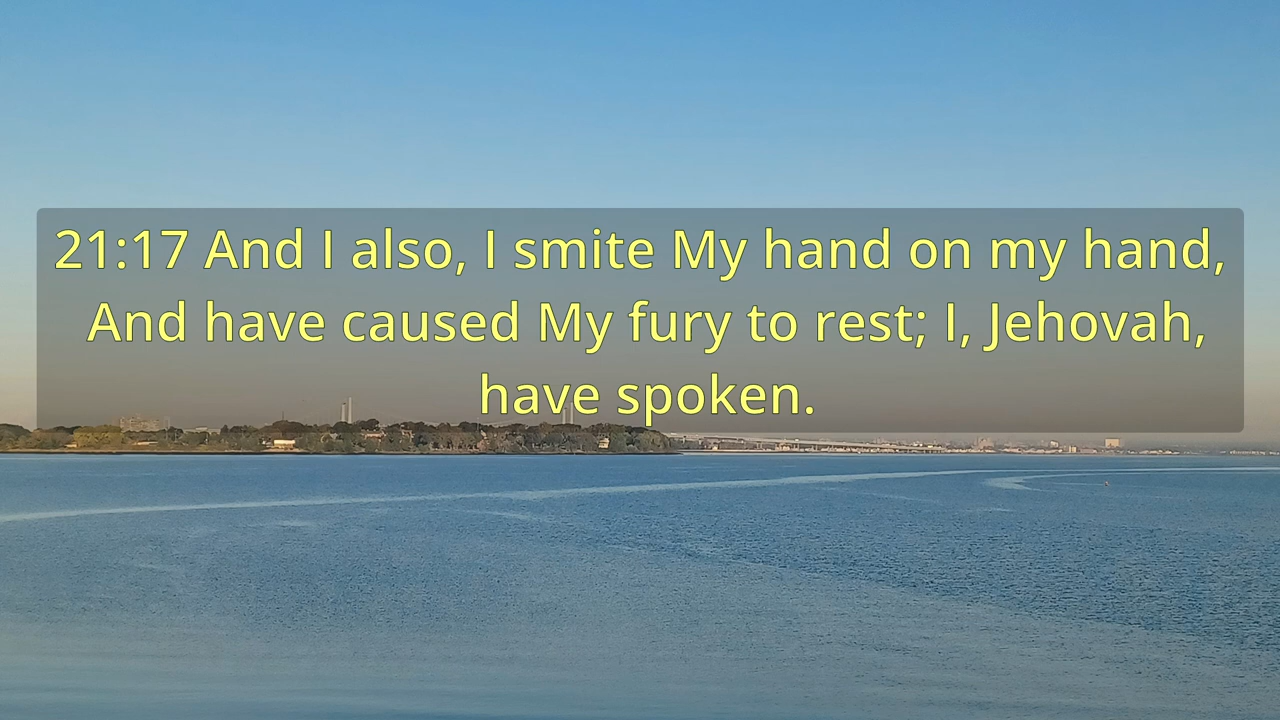 21:17 And I also, I smite My hand on my hand,
And have caused My fury to rest; I, Jehovah,
have spoken.